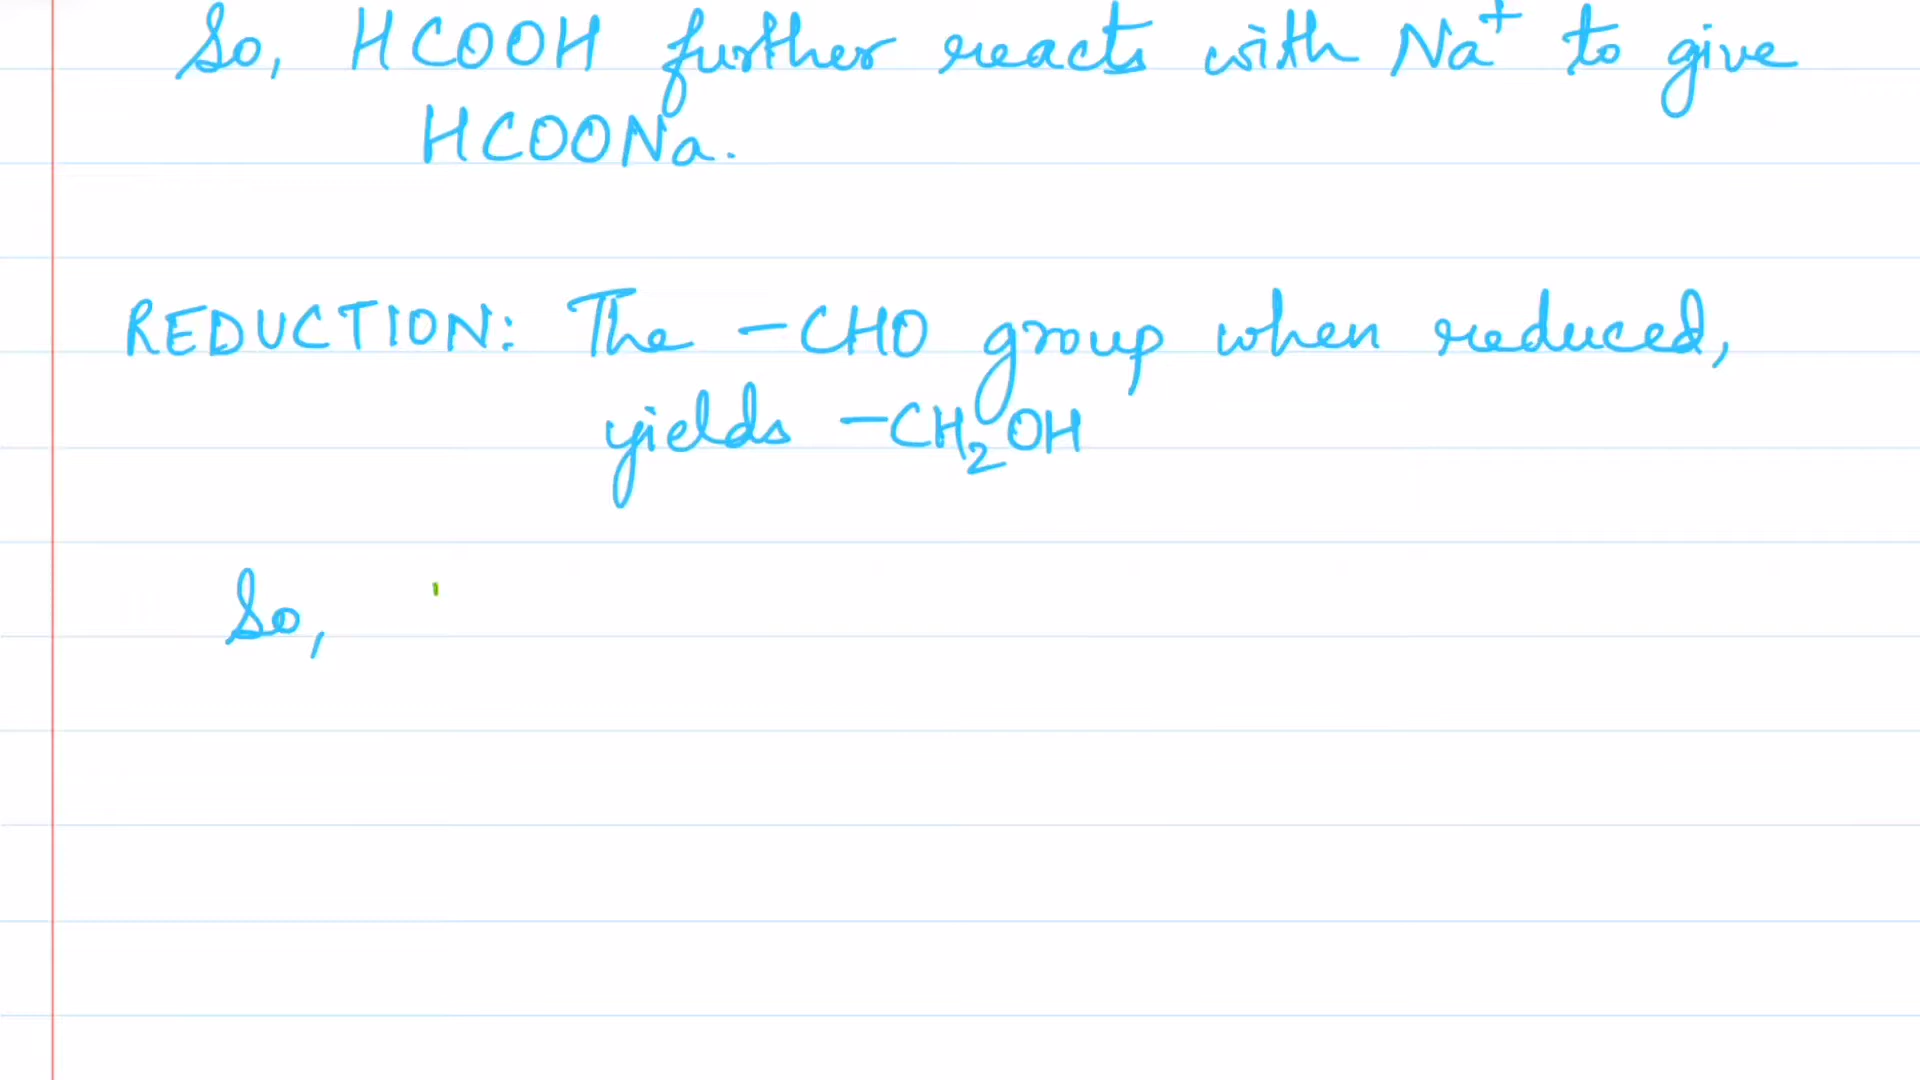 So, HCOOH further reacts with Na⁺ to give
HCOONa.
REDUCTION: The -CHO group when reduced,
yields -CH₂OH
So,